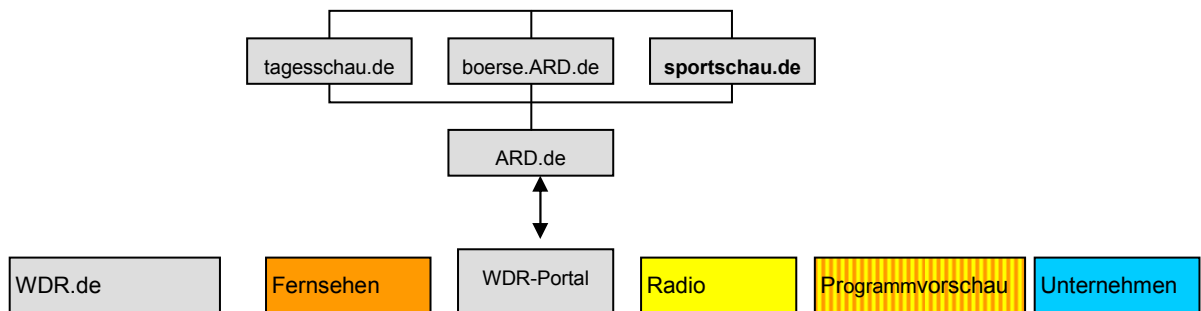 tagesschau.de boerse.ARD.de sportschau.de
ARD.de
WDR.de Fernsehen WDR-Portal Radio Programmvorschau Unternehmen